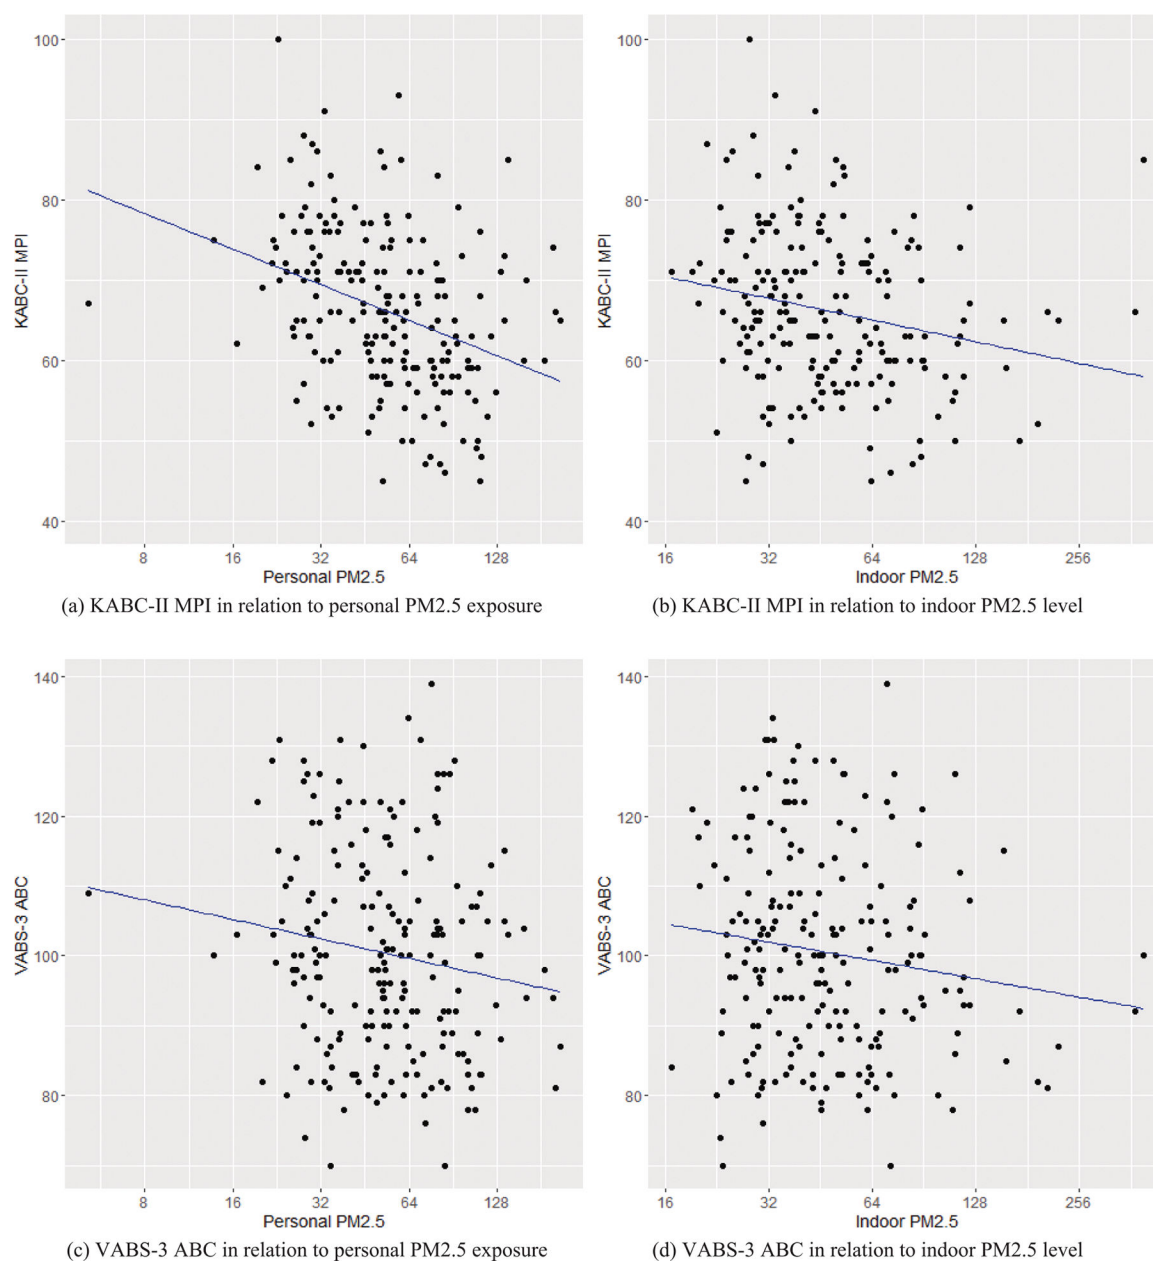 100
80
60
40
KABC-II MPI
8 16 32 64 128
Personal PM2.5
(a) KABC-II MPI in relation to personal PM2.5 exposure
100
80
60
40
KABC-II MPI
16 32 64 128 256
Indoor PM2.5
(b) KABC-II MPI in relation to indoor PM2.5 level
140
120
100
80
VABS-3 ABC
8 16 32 64 128
Personal PM2.5
(c) VABS-3 ABC in relation to personal PM2.5 exposure
140
120
100
80
VABS-3 ABC
16 32 64 128 256
Indoor PM2.5
(d) VABS-3 ABC in relation to indoor PM2.5 level